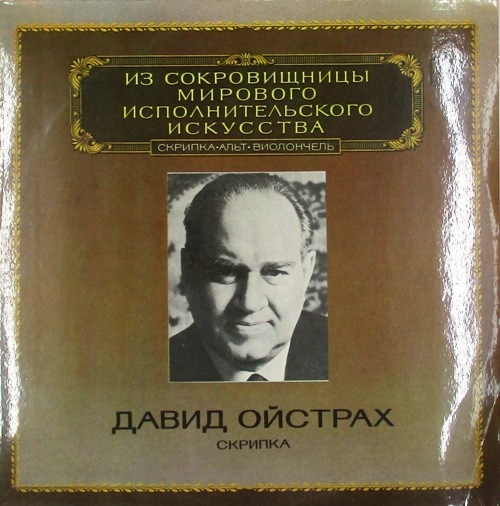 ИЗ СОКРОВИЩНИЦЫ
МИРОВОГО
ИСПОЛНИТЕЛЬСКОГО
ИСКУССТВА
СКРИПКА•АЛЬТ•ВИОЛОНЧЕЛЬ
ДАВИД ОЙСТРАХ
СКРИПКА